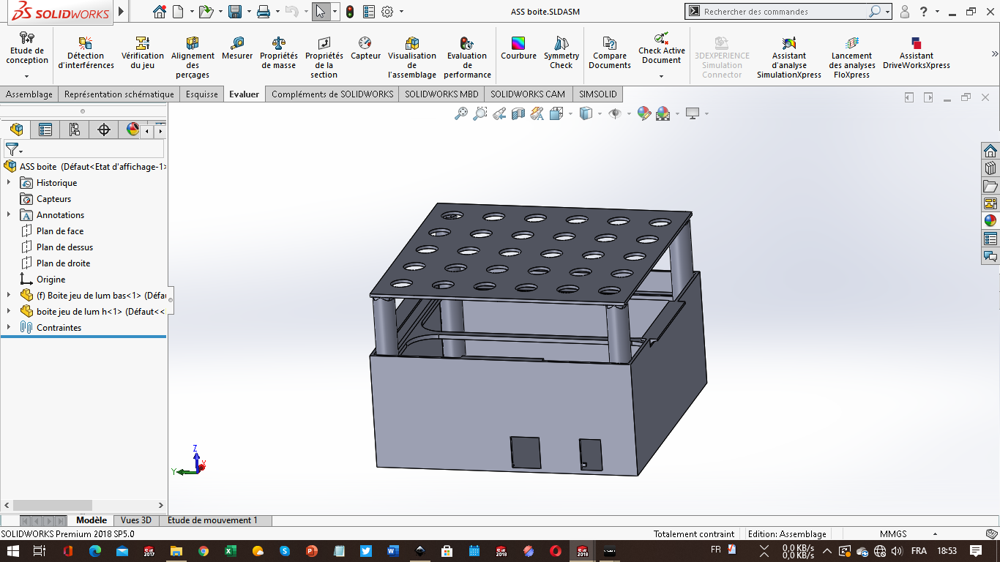 SOLIDWORKS
ASS boite.SLDASM
Rechercher des commandes
?
Etude de
conception
Détection
d'interférences
Vérification
du jeu
Alignement
des
perçages
Mesurer
Propriétés
de masse
Propriétés
de la
section
Capteur
Visualisation
de
l'assemblage
Evaluation
de
performance
Courbure
Symmetry
Check
Compare
Documents
Check Active
Document
3DEXPERIENCE
Simulation
Connector
Assistant
d'analyse
SimulationXpress
Lancement
des analyses
FloXpress
Assistant
DriveWorksXpress
Assemblage
Représentation schématique
Esquisse
Evaluer
Compléments de SOLIDWORKS
SOLIDWORKS MBD
SOLIDWORKS CAM
SIMSOLID
ASS boite (Défaut<Etat d'affichage-1>
Historique
Capteurs
Annotations
Plan de face
Plan de dessus
Plan de droite
Origine
(f) Boite jeu de lum bas<1> (Défau
boite jeu de lum h<1> (Défaut<<
Contraintes
Z
Y
X
Modèle
Vues 3D
Etude de mouvement 1
SOLIDWORKS Premium 2018 SP5.0
Totalement contraint
Edition: Assemblage
MMGS
SW
2017
SW
2018
SW
2018
FR
0,0 KB/s
0,0 KB/s
FRA
18:53